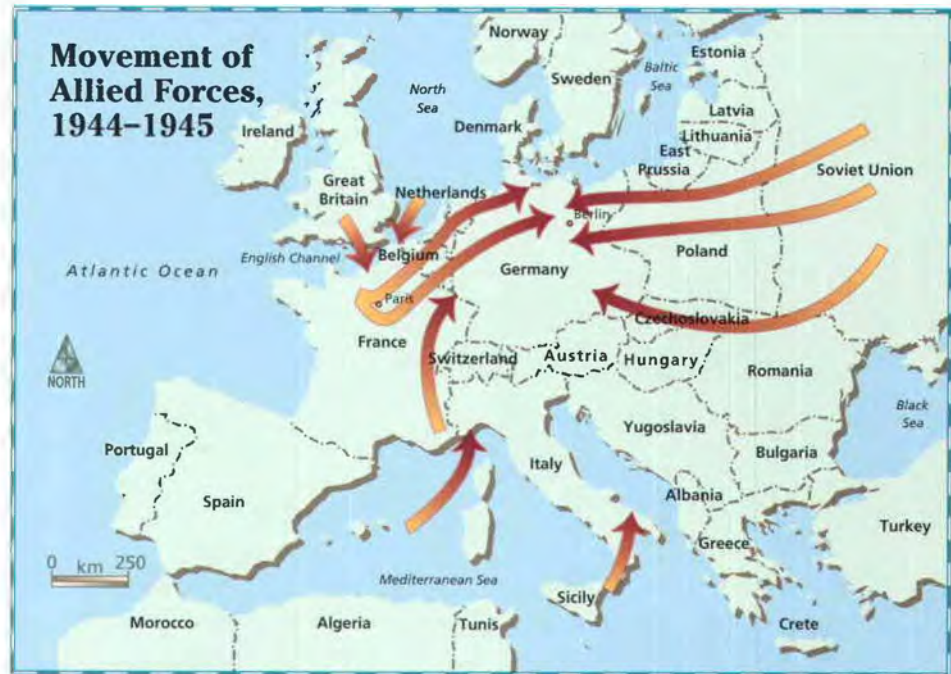 Movement of
Allied Forces,
1944–1945
Norway
Sweden
Baltic
Sea
Estonia
Latvia
Lithuania
East
Prussia
Soviet Union
North
Sea
Denmark
Ireland
Great
Britain
Netherlands
Berlin
English Channel
Belgium
Poland
Atlantic Ocean
Germany
Paris
France
Czechoslovakia
Switzerland
Austria
Hungary
Romania
NORTH
Black
Sea
Yugoslavia
Portugal
Bulgaria
Italy
Spain
Albania
Turkey
Greece
0 km 250
Mediterranean Sea
Sicily
Morocco
Algeria
Tunis
Crete